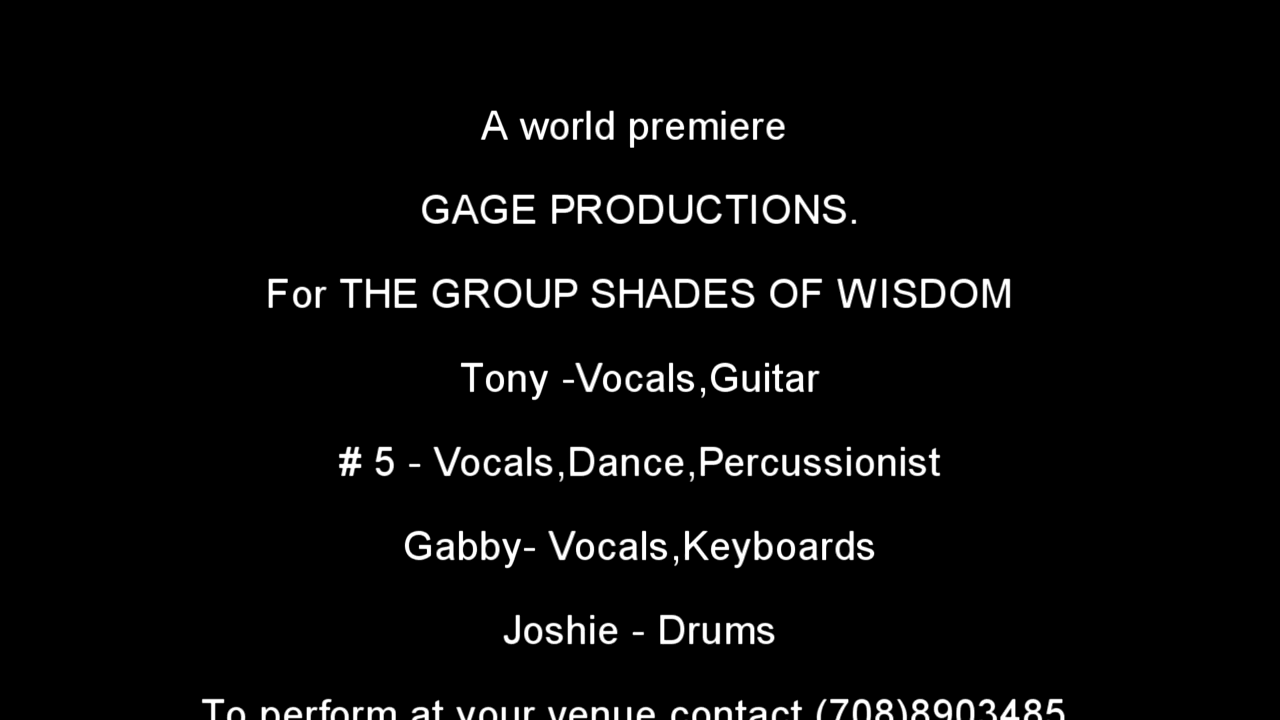 A world premiere
GAGE PRODUCTIONS.
For THE GROUP SHADES OF WISDOM
Tony -Vocals,Guitar
# 5 - Vocals,Dance,Percussionist
Gabby- Vocals,Keyboards
Joshie - Drums
To perform at your venue contact (708)8903485